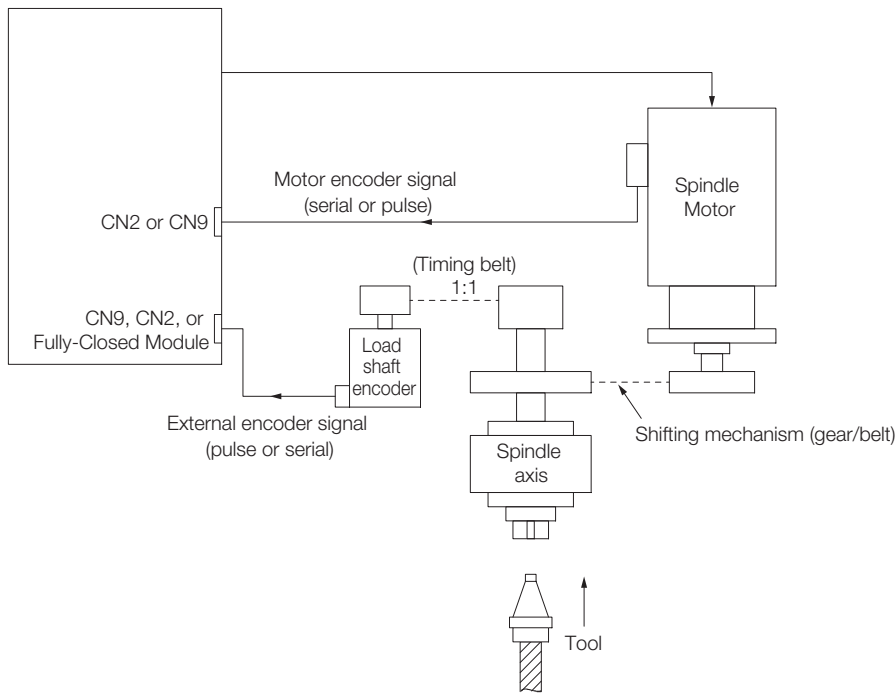 Motor encoder signal
(serial or pulse)
Spindle
Motor
CN2 or CN9
(Timing belt)
1:1
CN9, CN2, or
Fully-Closed Module
Load
shaft
encoder
External encoder signal
(pulse or serial)
Shifting mechanism (gear/belt)
Spindle
axis
Tool